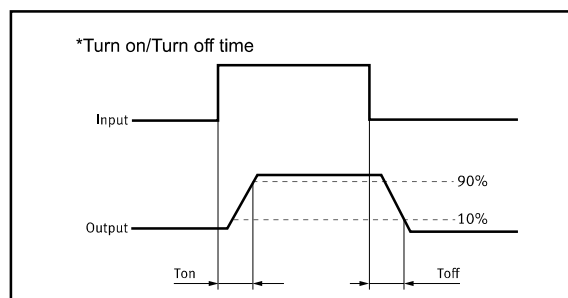 *Turn on/Turn off time
Input
90%
10%
Output
Ton
Toff